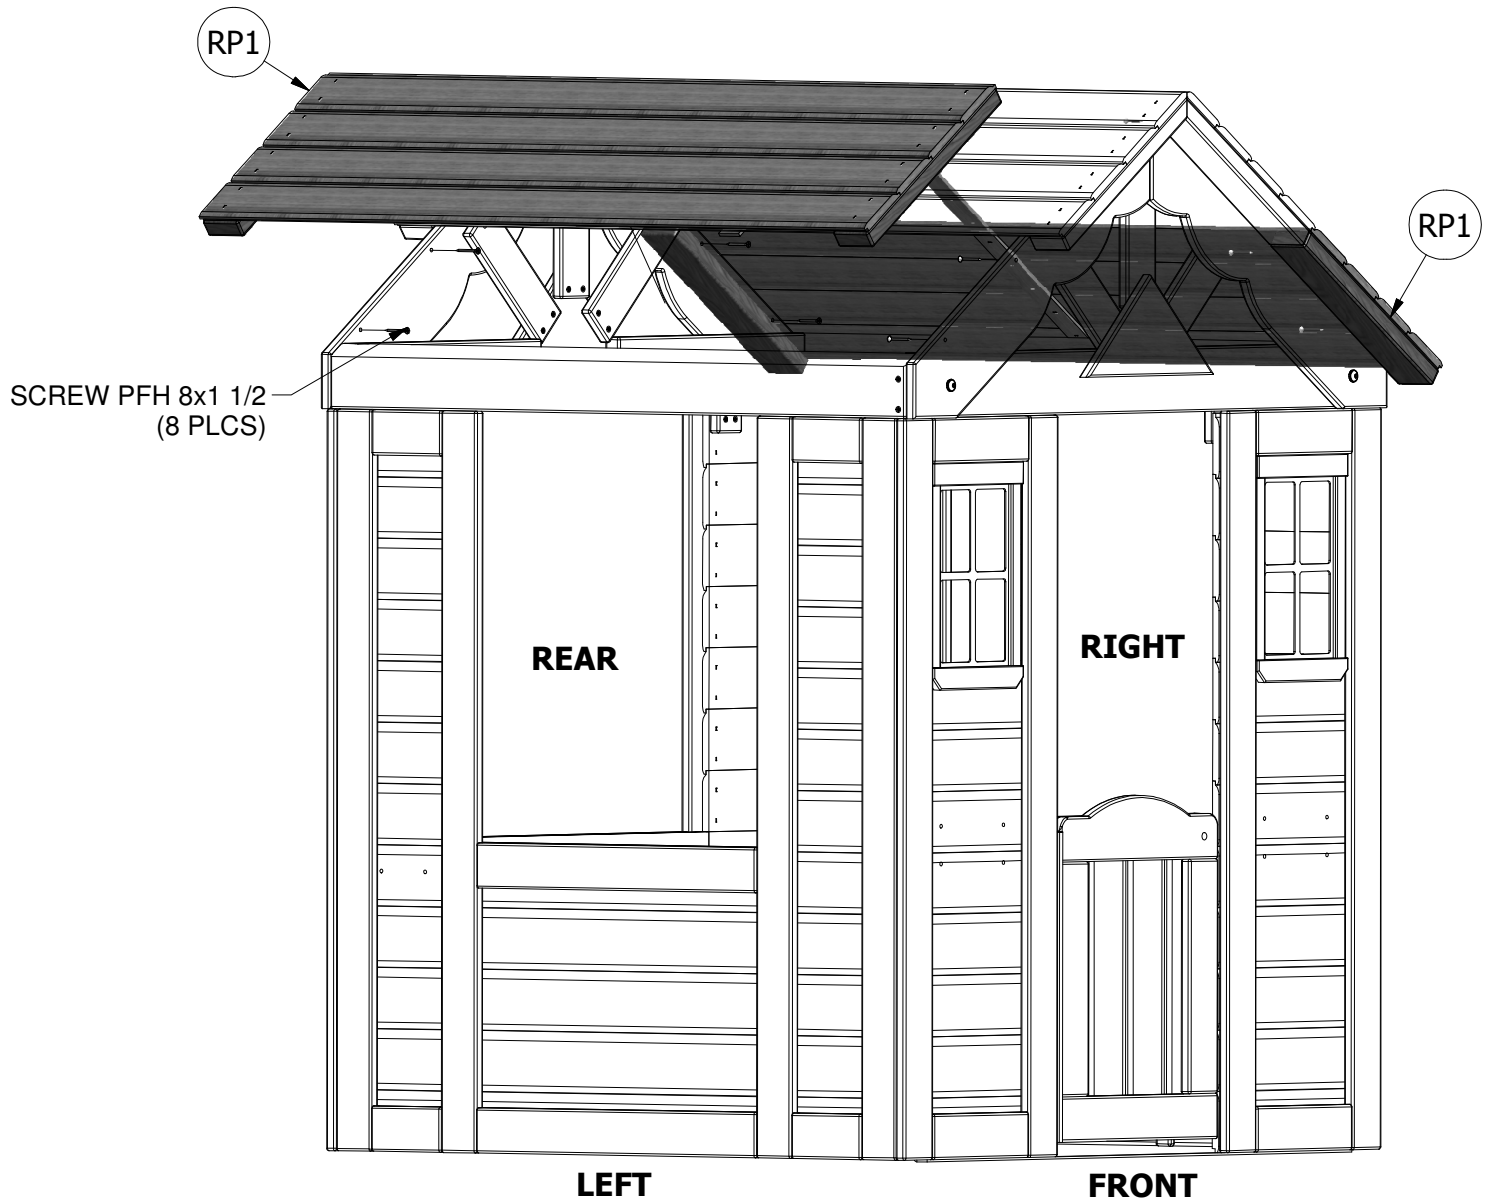 RP1
RP1
SCREW PFH 8x1 1/2
(8 PLCS)
REAR
RIGHT
LEFT
FRONT